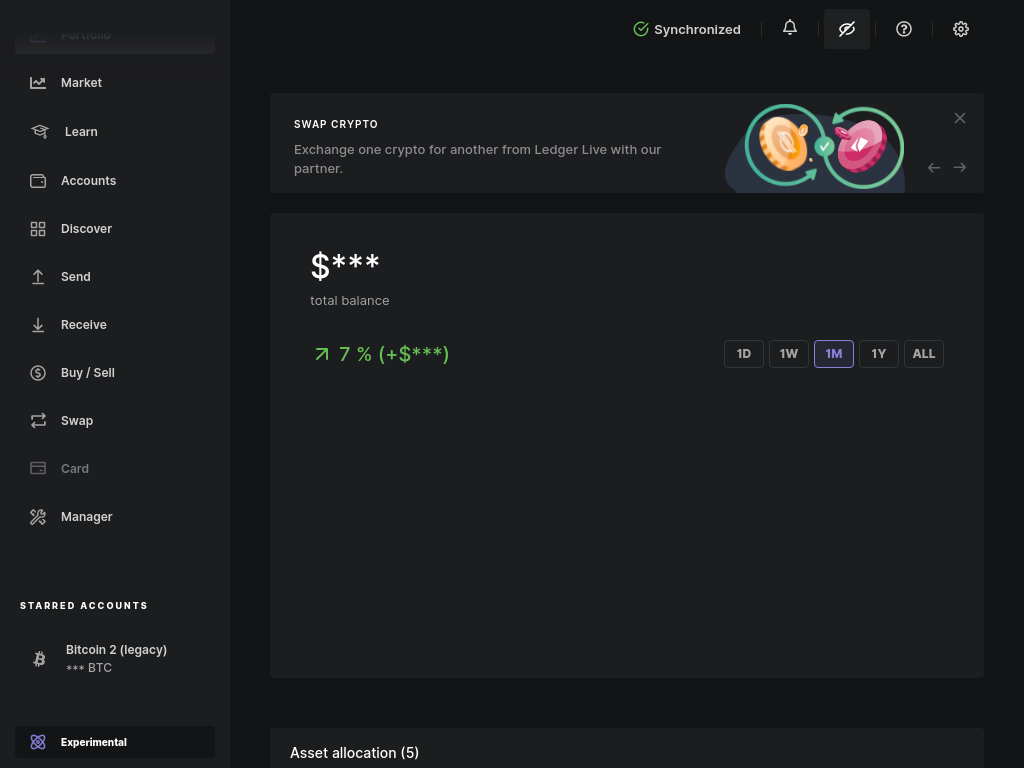 Portfolio
Market
Learn
Accounts
Discover
Send
Receive
Buy / Sell
Swap
Card
Manager
STARRED ACCOUNTS
Bitcoin 2 (legacy)
*** BTC
Experimental
Synchronized
SWAP CRYPTO
Exchange one crypto for another from Ledger Live with our
partner.
$***
total balance
7 % (+$***)
1D 1W 1M 1Y ALL
Asset allocation (5)